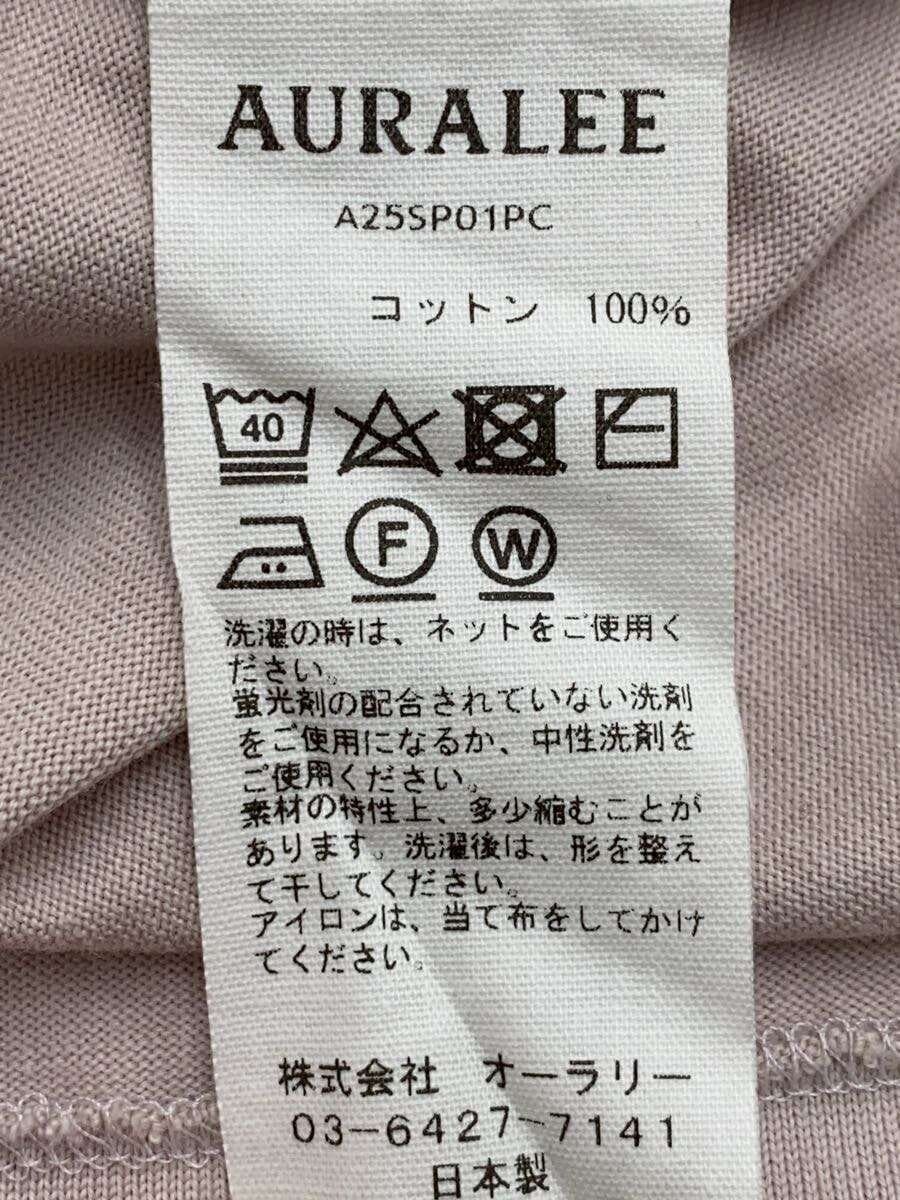 AURALEE
A25SP01PC
コットン 100%
40
F W
洗濯の時は、ネットをご使用く
ださい。
蛍光剤の配合されていない洗剤
をご使用になるか、中性洗剤を
ご使用ください。
素材の特性上、多少縮むことが
あります。洗濯後は、形を整え
て干してください。
アイロンは、当て布をしてかけ
てください。
株式会社 オーラリー
03-6427-7141
日本製